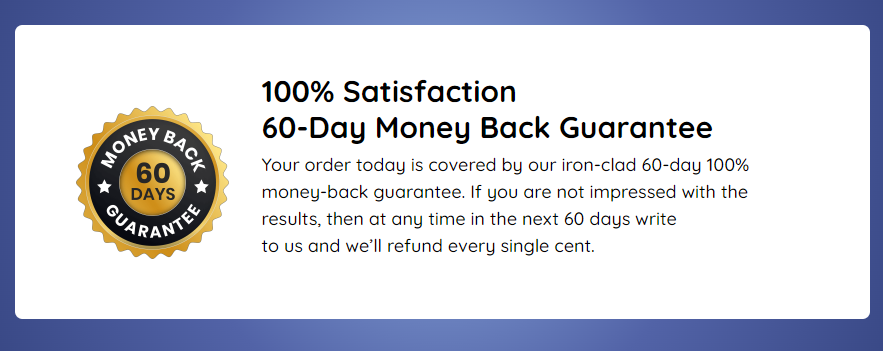 100% Satisfaction
60-Day Money Back Guarantee
MONEY BACK
60
DAYS
GUARANTEE
Your order today is covered by our iron-clad 60-day 100%
money-back guarantee. If you are not impressed with the
results, then at any time in the next 60 days write
to us and we’ll refund every single cent.